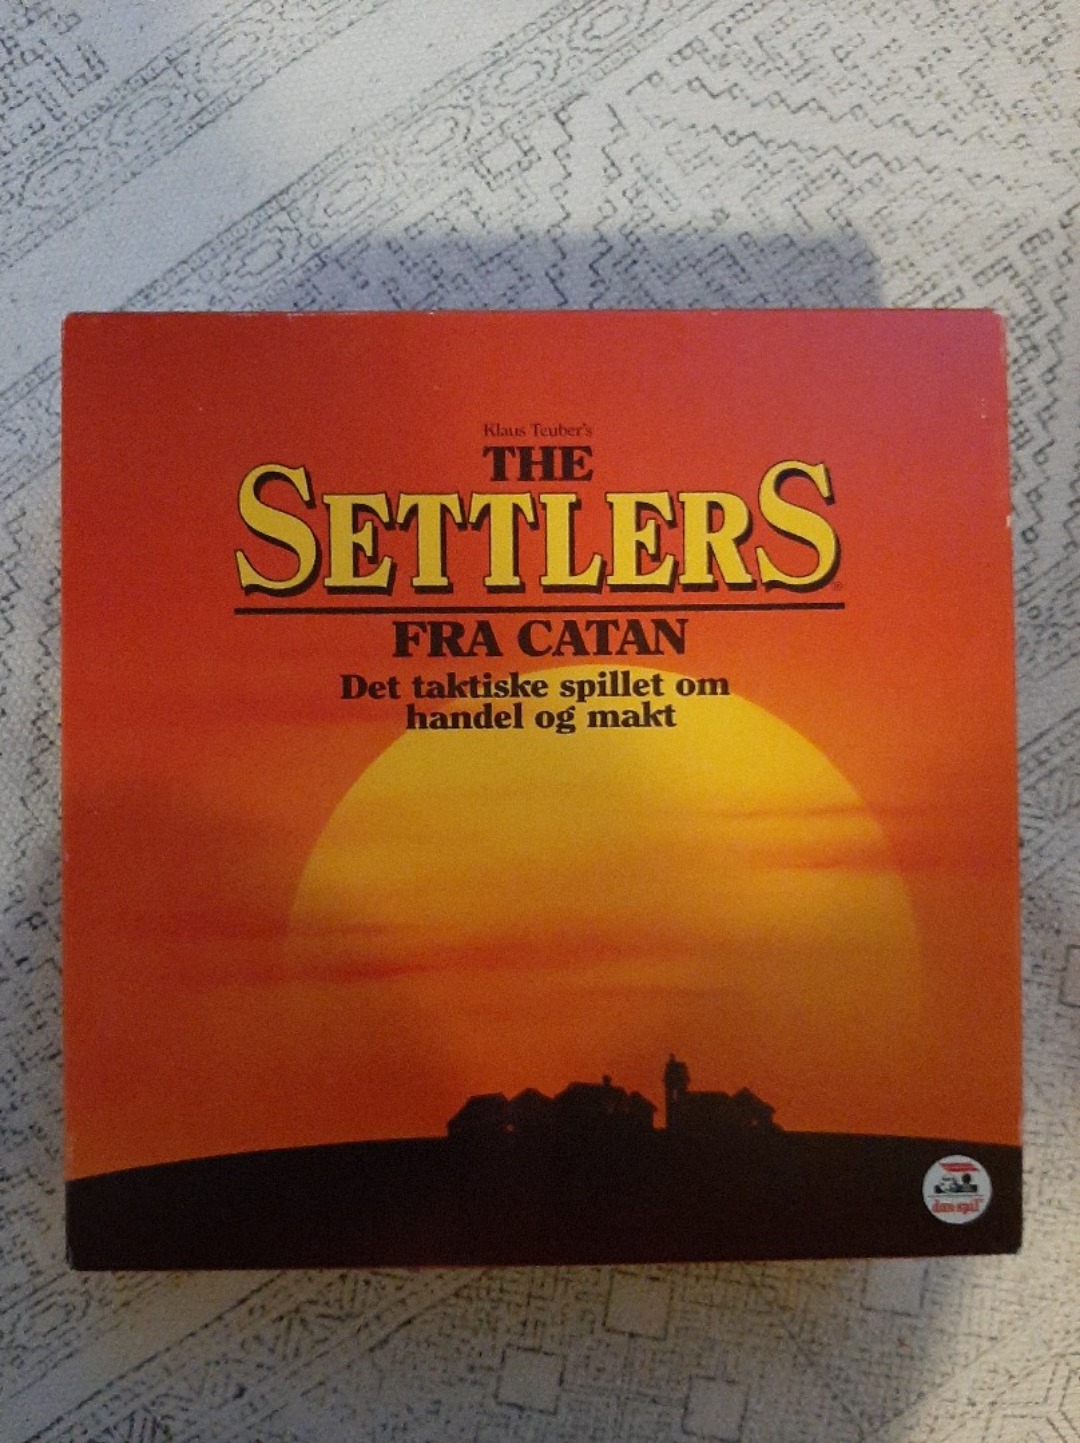 Klaus Teuber's
THE
SETTLERS
FRA CATAN
Det taktiske spillet om
handel og makt
dan-spil